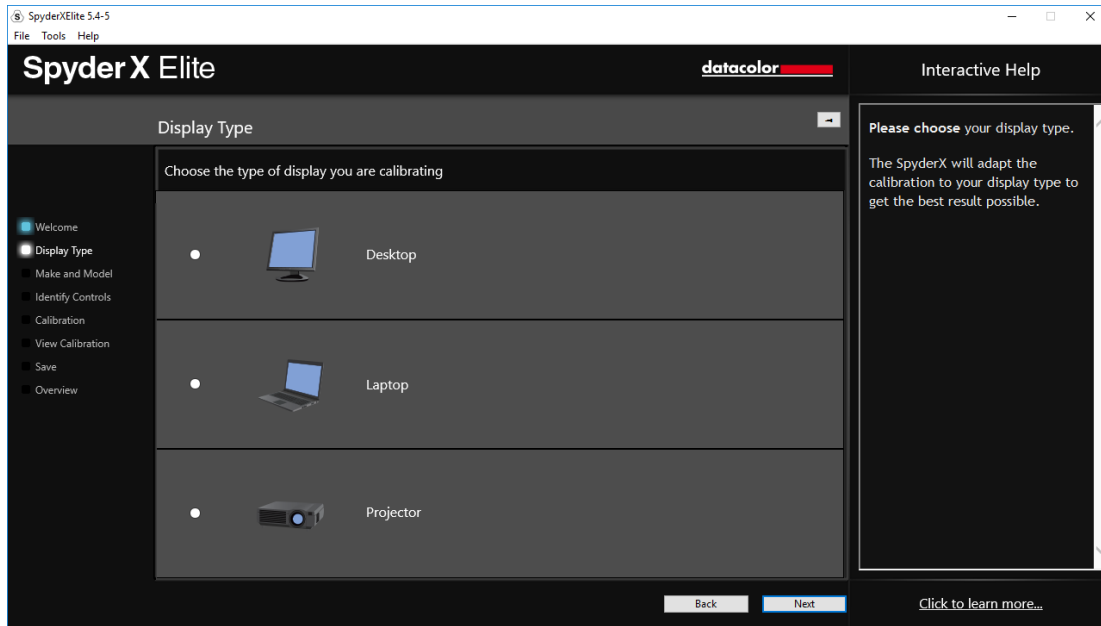 SpyderXElite 5.4-5
File Tools Help
Spyder X Elite
datacolor
Interactive Help
Display Type
Choose the type of display you are calibrating
Welcome
Display Type
Make and Model
Identify Controls
Calibration
View Calibration
Save
Overview
Desktop
Laptop
Projector
Please choose your display type.
The SpyderX will adapt the
calibration to your display type to
get the best result possible.
Back
Next
Click to learn more...